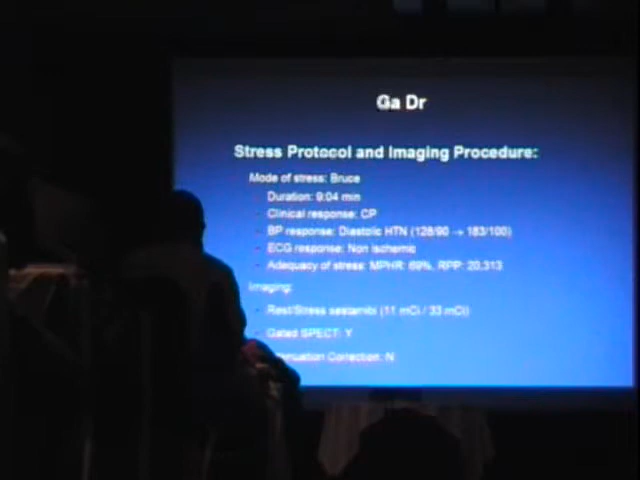 Ga Dr
Stress Protocol and Imaging Procedure:
Mode of stress: Bruce
- Duration: 9:04 min
- Clinical response: CP
- BP response: Diastolic HTN (128/90 → 183/100)
- ECG response: Non Ischemic
- Adequacy of stress: MPHR: 69%, RPP: 20,313
Imaging:
- Rest/Stress sestamibi (11 mCi / 33 mCi)
- Gated SPECT: Y
Correction: N